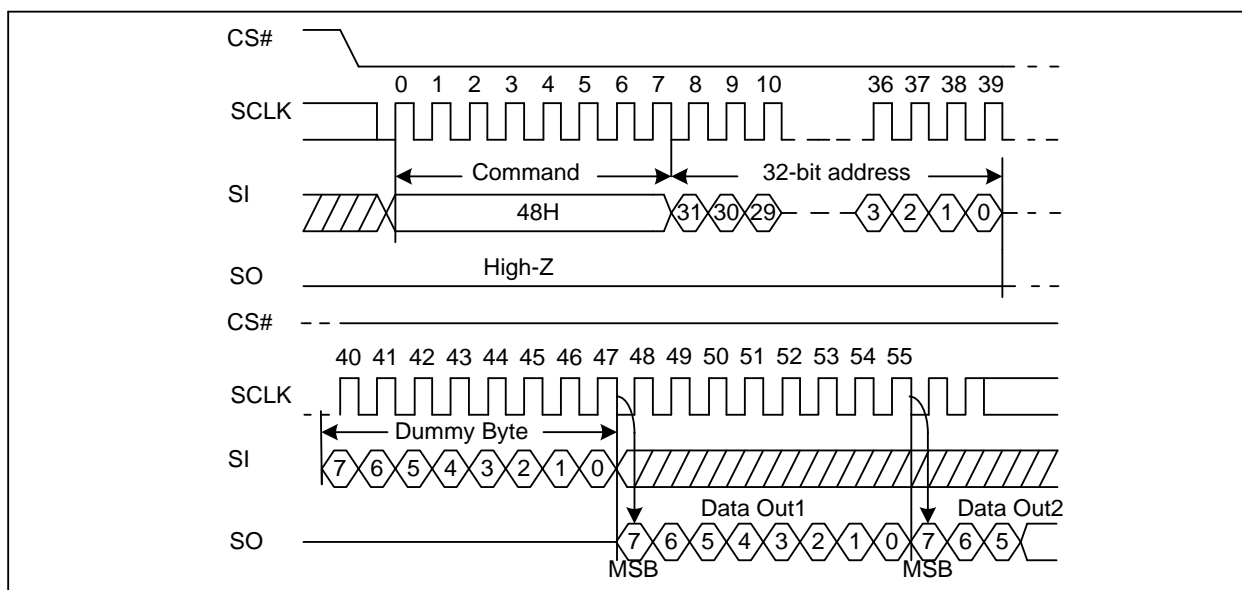 CS#
0 1 2 3 4 5 6 7 8 9 10 36 37 38 39
SCLK
Command 32-bit address
SI
48H 31 30 29 3 2 1 0
High-Z
SO
CS#
40 41 42 43 44 45 46 47 48 49 50 51 52 53 54 55
SCLK
Dummy Byte
SI
7 6 5 4 3 2 1 0
Data Out1 Data Out2
SO
7 6 5 4 3 2 1 0 7 6 5
MSB MSB